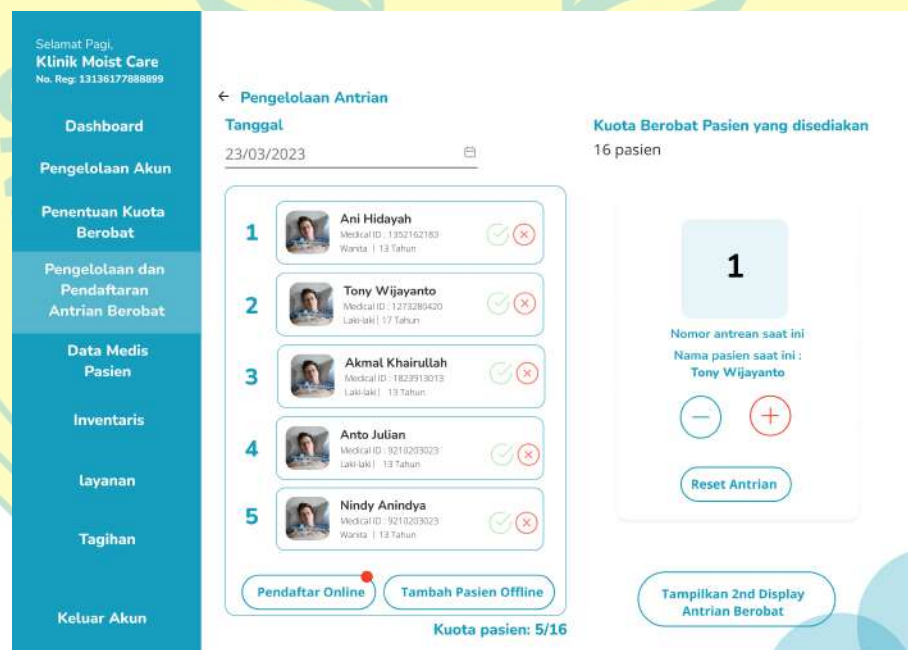 Selamat Pagi,
Klinik Moist Care
No. Reg: 13136177888899
Dashboard
Pengelolaan Akun
Penentuan Kuota
Berobat
Pengelolaan dan
Pendaftaran
Antrian Berobat
Data Medis
Pasien
Inventaris
layanan
Tagihan
Keluar Akun
← Pengelolaan Antrian
Tanggal
23/03/2023
1
Ani Hidayah
Medical ID : 1352162183
Wanita | 13 Tahun
2
Tony Wijayanto
Medical ID : 1273280420
Laki-laki | 17 Tahun
3
Akmal Khairullah
Medical ID : 1823913013
Laki-laki | 13 Tahun
4
Anto Julian
Medical ID : 9210203023
Laki-laki | 13 Tahun
5
Nindy Anindya
Medical ID : 9210203023
Wanita | 13 Tahun
Pendaftar Online
Tambah Pasien Offline
Kuota pasien: 5/16
Kuota Berobat Pasien yang disediakan
16 pasien
1
Nomor antrean saat ini
Nama pasien saat ini :
Tony Wijayanto
Reset Antrian
Tampilkan 2nd Display
Antrian Berobat